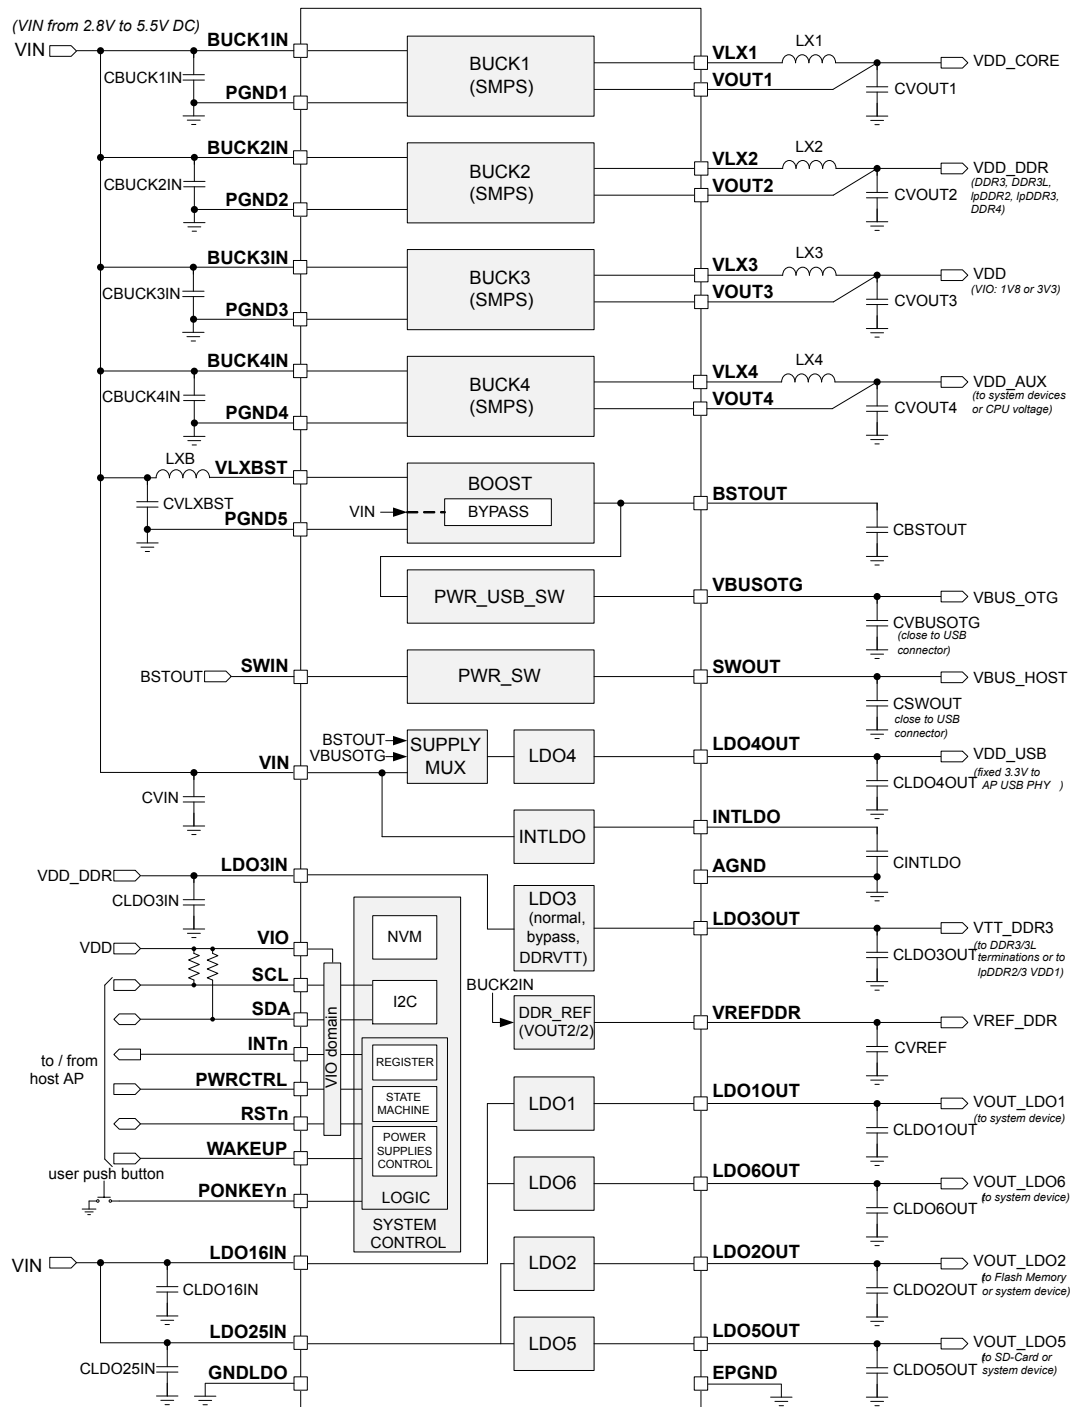 (VIN from 2.8V to 5.5V DC)
VIN
BUCK1IN
CBUCK1IN
PGND1
BUCK1
(SMPS)
VLX1
LX1
VOUT1
VDD_CORE
CVOUT1
BUCK2IN
CBUCK2IN
PGND2
BUCK2
(SMPS)
VLX2
LX2
VOUT2
VDD_DDR
(DDR3, DDR3L,
lpDDR2, lpDDR3,
DDR4)
CVOUT2
BUCK3IN
CBUCK3IN
PGND3
BUCK3
(SMPS)
VLX3
LX3
VOUT3
VDD
(VIO: 1V8 or 3V3)
CVOUT3
BUCK4IN
CBUCK4IN
PGND4
BUCK4
(SMPS)
VLX4
LX4
VOUT4
VDD_AUX
(to system devices
or CPU voltage)
CVOUT4
LXB
VLXBST
CVLXBST
PGND5
BOOST
VIN
BYPASS
BSTOUT
CBSTOUT
PWR_USB_SW
VBUSOTG
VBUS_OTG
CVBUSOTG
(close to USB
connector)
BSTOUT
SWIN
PWR_SW
SWOUT
VBUS_HOST
CSWOUT
close to USB
connector)
BSTOUT
VBUSOTG
VIN
CVIN
SUPPLY
MUX
LDO4
LDO4OUT
VDD_USB
(fixed 3.3V to
AP USB PHY )
CLDO4OUT
INTLDO
INTLDO
CINTLDO
AGND
VDD_DDR
LDO3IN
CLDO3IN
LDO3
(normal,
bypass,
DDRVTT)
LDO3OUT
VTT_DDR3
(to DDR3/3L
terminations or to
lpDDR2/3 VDD1)
CLDO3OUT
VDD
VIO
SCL
SDA
INTn
PWRCTRL
RSTn
WAKEUP
PONKEYn
to / from
host AP
user push button
VIO domain
NVM
I2C
REGISTER
STATE
MACHINE
POWER
SUPPLIES
CONTROL
LOGIC
SYSTEM
CONTROL
BUCK2IN
DDR_REF
(VOUT2/2)
VREFDDR
VREF_DDR
CVREF
LDO1
LDO1OUT
VOUT_LDO1
(to system device)
CLDO1OUT
LDO6
LDO6OUT
VOUT_LDO6
(to system device)
CLDO6OUT
VIN
LDO16IN
CLDO16IN
LDO2
LDO2OUT
VOUT_LDO2
(to Flash Memory
or system device)
CLDO2OUT
LDO25IN
CLDO25IN
LDO5
LDO5OUT
VOUT_LDO5
(to SD-Card or
system device)
CLDO5OUT
GNDLDO
EPGND